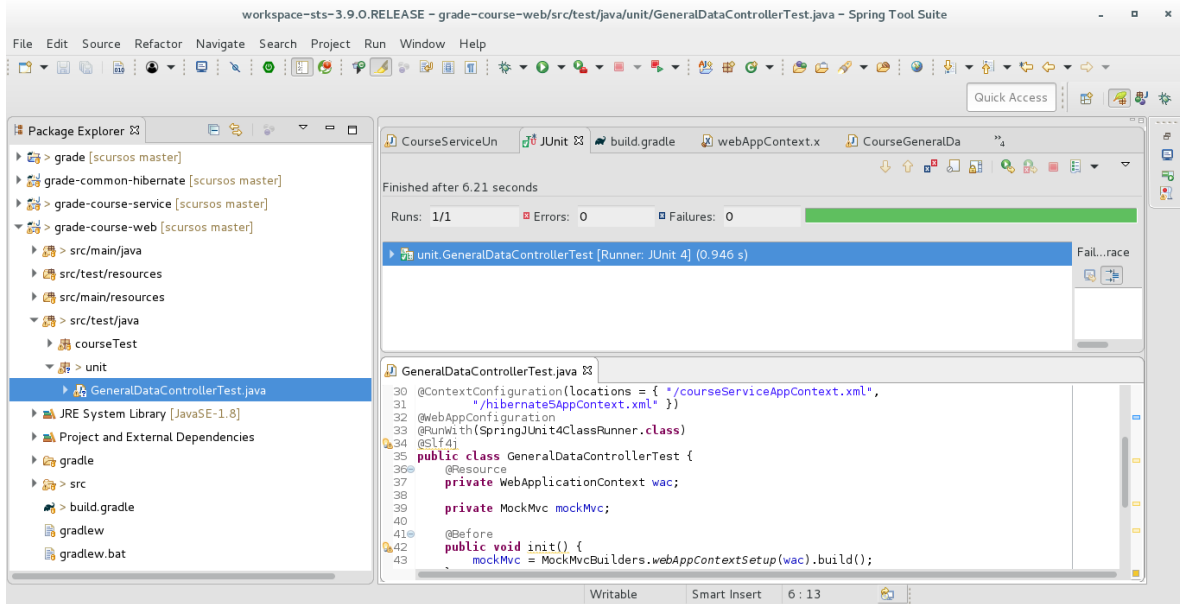 workspace-sts-3.9.0.RELEASE – grade-course-web/src/test/java/unit/GeneralDataControllerTest.java – Spring Tool Suite
File Edit Source Refactor Navigate Search Project Run Window Help
Quick Access
Package Explorer
> grade [scursos master]
> grade-common-hibernate [scursos master]
> grade-course-service [scursos master]
> grade-course-web [scursos master]
> src/main/java
src/test/resources
src/main/resources
> src/test/java
courseTest
> unit
GeneralDataControllerTest.java
JRE System Library [JavaSE-1.8]
Project and External Dependencies
gradle
> src
> build.gradle
gradlew
gradlew.bat
CourseServiceUn JUnit build.gradle webAppContext.x CourseGeneralDa »4
Finished after 6.21 seconds
Runs: 1/1 Errors: 0 Failures: 0
unit.GeneralDataControllerTest [Runner: JUnit 4] (0.946 s)
Fail...race
GeneralDataControllerTest.java
30 @ContextConfiguration(locations = { "/courseServiceAppContext.xml",
31 "/hibernate5AppContext.xml" })
32 @WebAppConfiguration
33 @RunWith(SpringJUnit4ClassRunner.class)
34 @Slf4j
35 public class GeneralDataControllerTest {
36 @Resource
37 private WebApplicationContext wac;
38
39 private MockMvc mockMvc;
40
41 @Before
42 public void init() {
43 mockMvc = MockMvcBuilders.webAppContextSetup(wac).build();
Writable Smart Insert 6 : 13